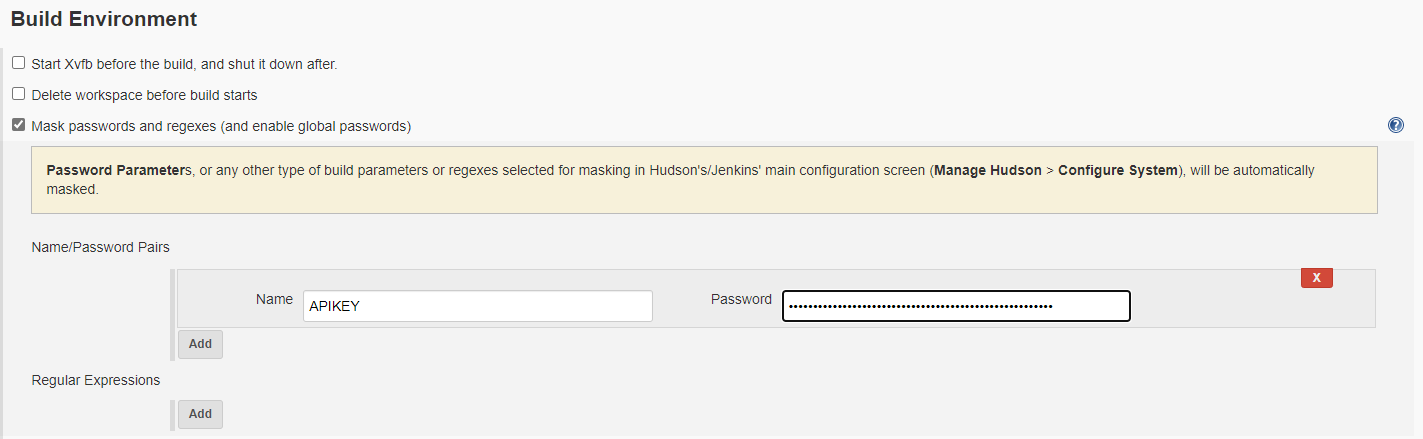 Build Environment
Start Xvfb before the build, and shut it down after.
Delete workspace before build starts
Mask passwords and regexes (and enable global passwords)
?
Password Parameters, or any other type of build parameters or regexes selected for masking in Hudson's/Jenkins' main configuration screen (Manage Hudson > Configure System), will be automatically
masked.
Name/Password Pairs
X
Name APIKEY Password
Add
Regular Expressions
Add